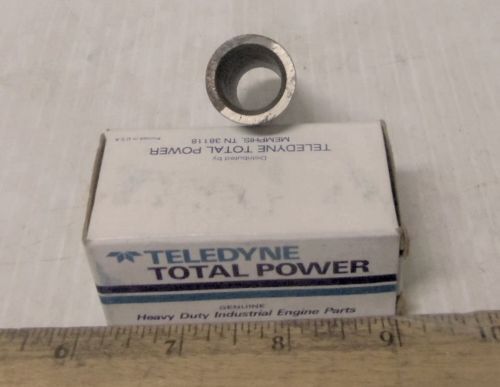 Printed in U.S.A.
Distributed by
TELEDYNE TOTAL POWER
MEMPHIS, TN 38118
TELEDYNE
TOTAL POWER
GENUINE
Heavy Duty Industrial Engine Parts
6 7 8 9 1